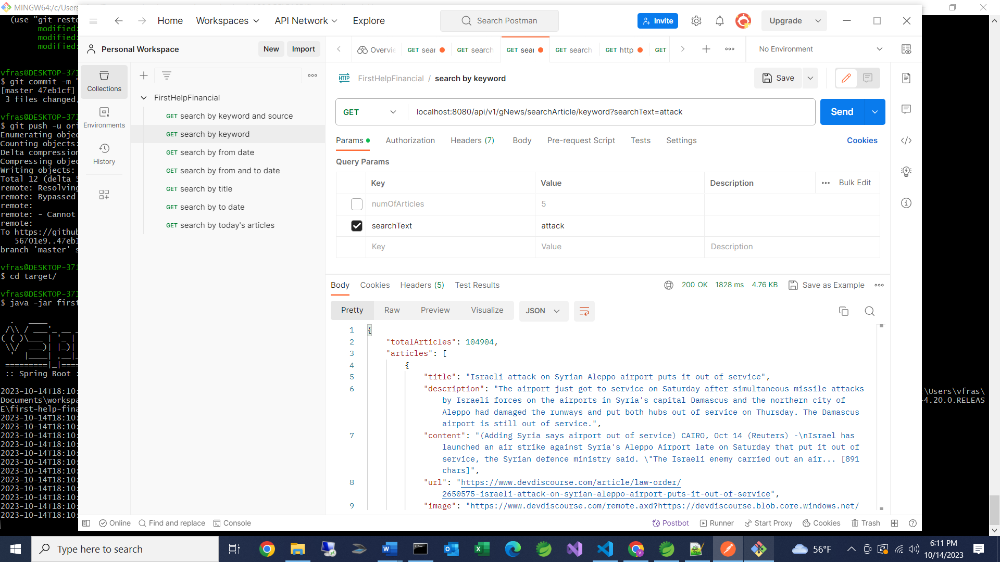 MINGW64:/c/Users
(use "git resto
modified:
modified:
modified:
vfras@DESKTOP-371
$ git commit -m "
[master 47eb1cf]
3 files changed,
vfras@DESKTOP-371
$ git push -u ori
Enumerating objec
Counting objects:
Delta compression
Compressing objec
Writing objects:
Total 12 (delta 5
remote: Resolving
remote: Bypassed
remote:
remote: - Cannot
remote:
To https://github
56701e9..47eb1
branch 'master' s
vfras@DESKTOP-371
$ cd target/
vfras@DESKTOP-371
$ java -jar first
:: Spring Boot :
2023-10-14T18:10:
Documents\workspa
E\first-help-fina
2023-10-14T18:10:
2023-10-14T18:10:
2023-10-14T18:10:
2023-10-14T18:10:
2023-10-14T18:10:
2023-10-14T18:10:
2023-10-14T18:10:
2023-10-14T18:10:
2023-10-14T18:10:
2023-10-14T18:10:
2023-10-14T18:10:
2023-10-14T18:10:
:\Users\vfras\
-4.20.0.RELEAS
Home Workspaces API Network Explore
Search Postman
Invite
Upgrade
Personal Workspace New Import
Overvie GET sear GET search GET sear GET search GET http GET
No Environment
Collections
Environments
History
FirstHelpFinancial
GET search by keyword and source
GET search by keyword
GET search by from date
GET search by from and to date
GET search by title
GET search by to date
GET search by today's articles
HTTP FirstHelpFinancial / search by keyword
Save
GET localhost:8080/api/v1/gNews/searchArticle/keyword?searchText=attack
Send
Params Authorization Headers (7) Body Pre-request Script Tests Settings Cookies
Query Params
Key Value Description Bulk Edit
numOfArticles 5
searchText attack
Key Value Description
Body Cookies Headers (5) Test Results 200 OK 1828 ms 4.76 KB Save as Example
Pretty Raw Preview Visualize JSON
1 {
2 "totalArticles": 104904,
3 "articles": [
4 {
5 "title": "Israeli attack on Syrian Aleppo airport puts it out of service",
6 "description": "The airport just got to service on Saturday after simultaneous missile attacks
by Israeli forces on the airports in Syria's capital Damascus and the northern city of
Aleppo had damaged the runways and put both hubs out of service on Thursday. The Damascus
airport is still out of service.",
7 "content": "(Adding Syria says airport out of service) CAIRO, Oct 14 (Reuters) -\nIsrael has
launched an air strike against Syria's Aleppo Airport late on Saturday that put it out of
service, the Syrian defence ministry said. \"The Israeli enemy carried out an air... [891
chars]",
8 "url": "https://www.devdiscourse.com/article/law-order/
2650575-israeli-attack-on-syrian-aleppo-airport-puts-it-out-of-service",
9 "image": "https://www.devdiscourse.com/remote.axd?https://devdiscourse.blob.core.windows.net/
Online Find and replace Console
Postbot Runner Start Proxy Cookies Trash
Type here to search
56°F
6:11 PM
10/14/2023